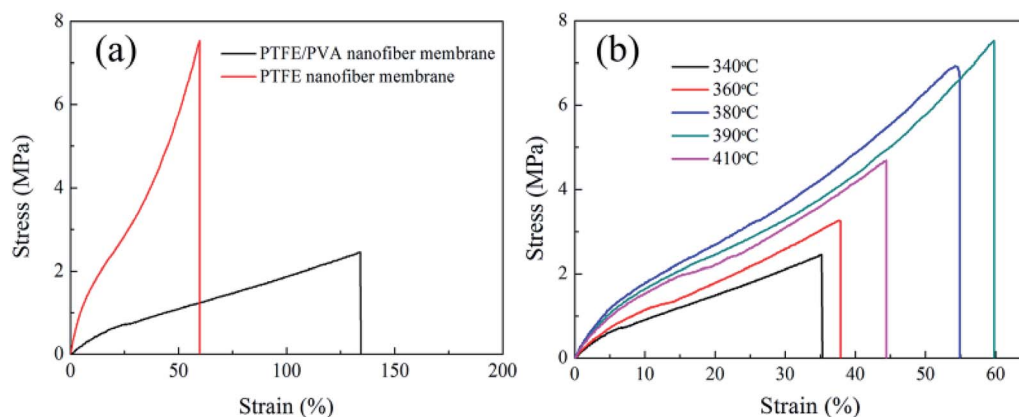 (a)
PTFE/PVA nanofiber membrane
PTFE nanofiber membrane
8
6
4
2
0
Stress (MPa)
0 50 100 150 200
Strain (%)
(b)
340°C
360°C
380°C
390°C
410°C
8
6
4
2
0
Stress (MPa)
0 10 20 30 40 50 60
Strain (%)